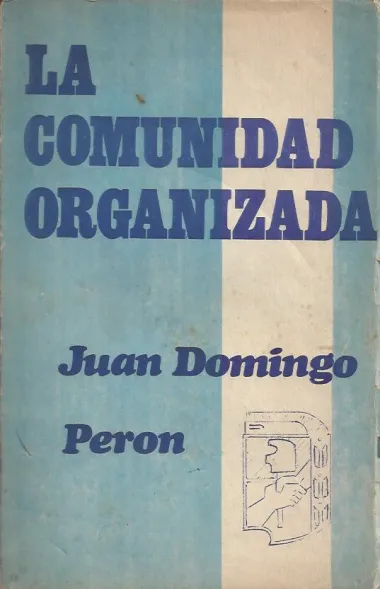 LA
COMUNIDAD
ORGANIZADA
Juan Domingo
Peron